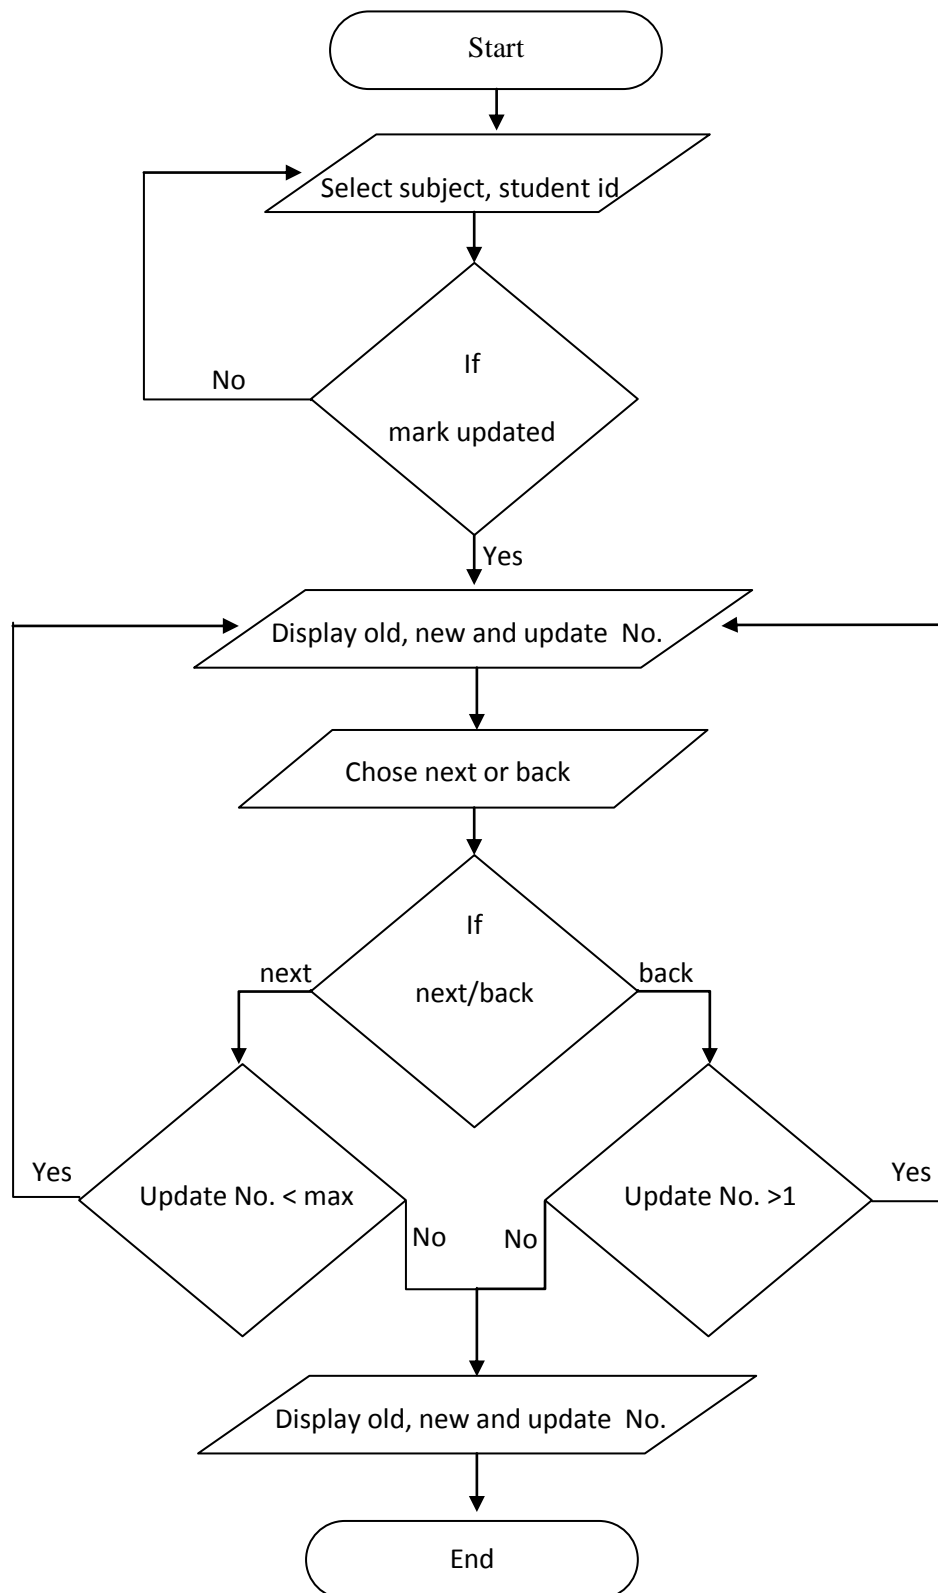 Start
Select subject, student id
If
mark updated
No
Yes
Display old, new and update  No.
Chose next or back
If
next/back
next
back
Update No. < max
Yes
No
Update No. >1
No
Yes
Display old, new and update  No.
End